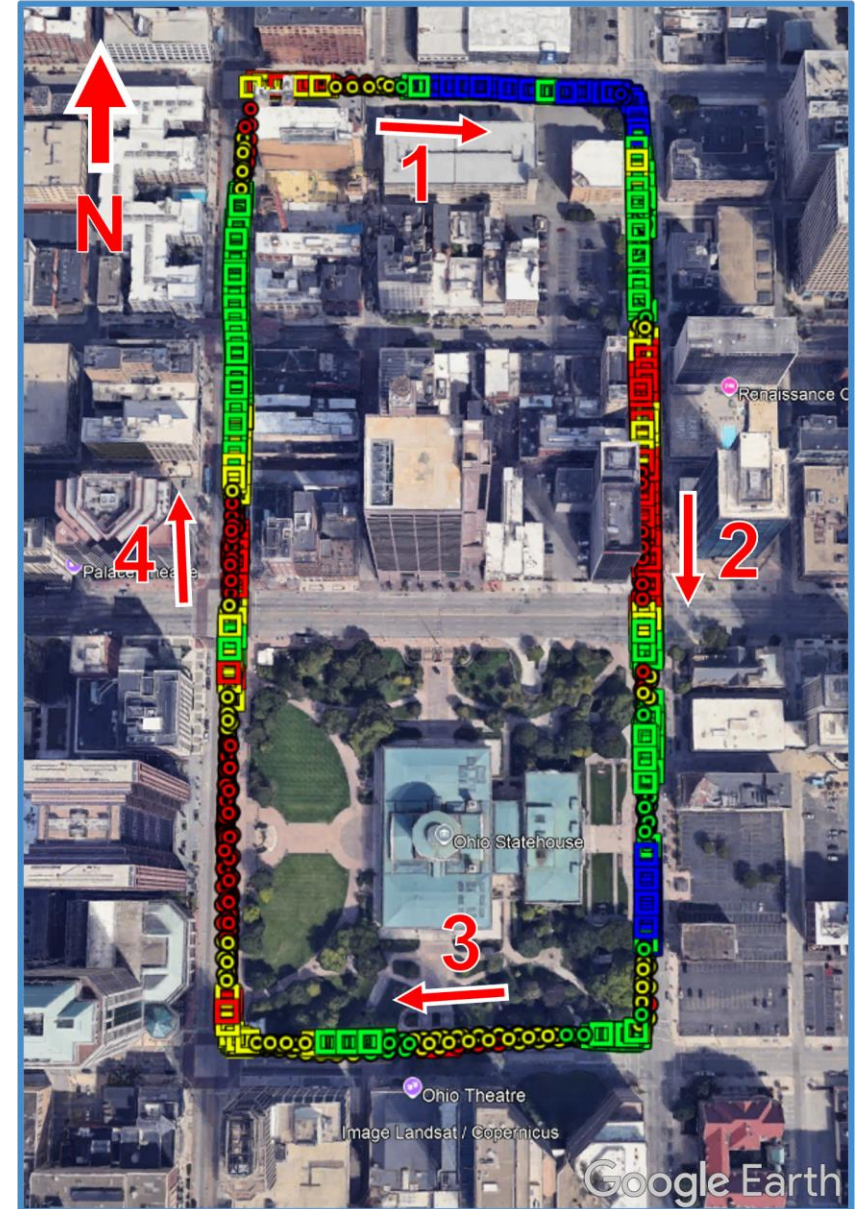 N
1
Renaissance C
4
Palace Theatre
2
Ohio Statehouse
3
Ohio Theatre
Image Landsat / Copernicus
Google Earth